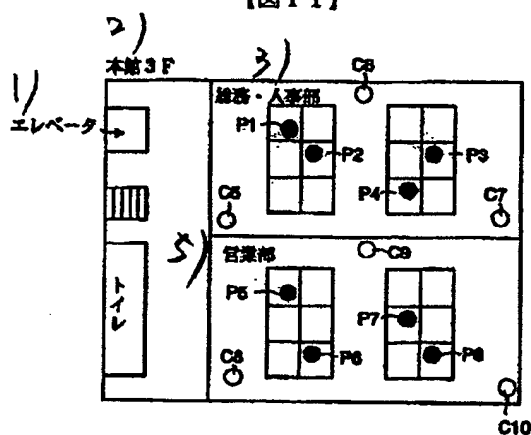 【図11】
2)
本館3F
3)
C6
1)
エレベータ
総務・人事部
P1
P2
P3
P4
C5
C7
5)
営業部
C9
トイレ
P5
P7
P6
P8
C8
C10